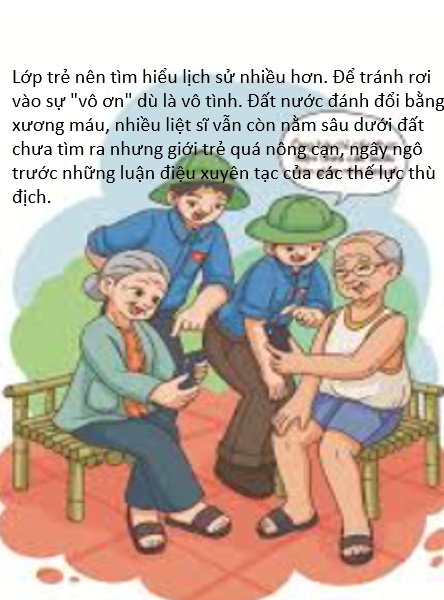 Lớp trẻ nên tìm hiểu lịch sử nhiều hơn. Để tránh rơi
vào sự "vô ơn" dù là vô tình. Đất nước đánh đổi bằng
xương máu, nhiều liệt sĩ vẫn còn nằm sâu dưới đất
chưa tìm ra nhưng giới trẻ quá nông cạn, ngây ngô
trước những luận điệu xuyên tạc của các thế lực thù
địch.